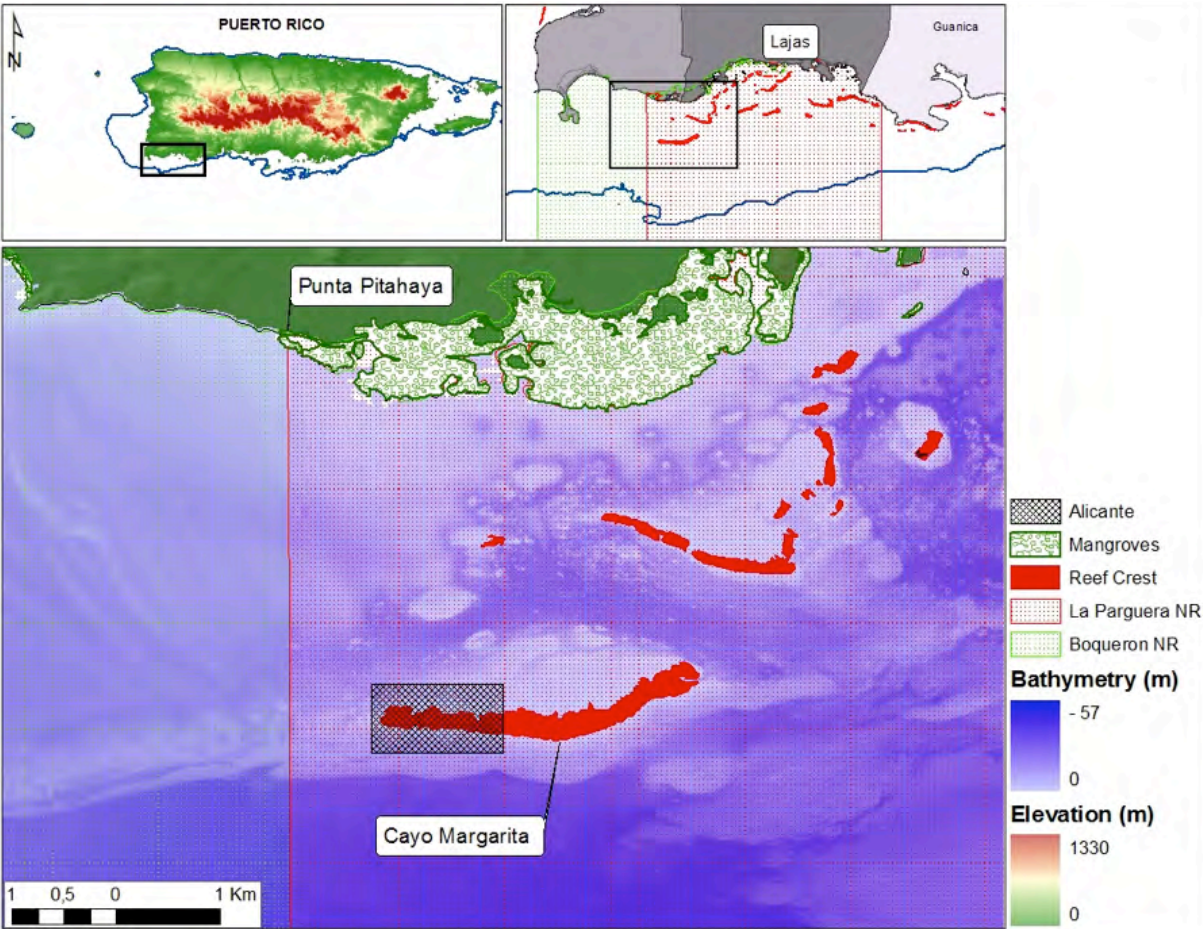 PUERTO RICO
N
Lajas
Guanica
Punta Pitahaya
Cayo Margarita
Alicante
Mangroves
Reef Crest
La Parguera NR
Boqueron NR
Bathymetry (m)
- 57
0
Elevation (m)
1330
0
1 0,5 0 1 Km